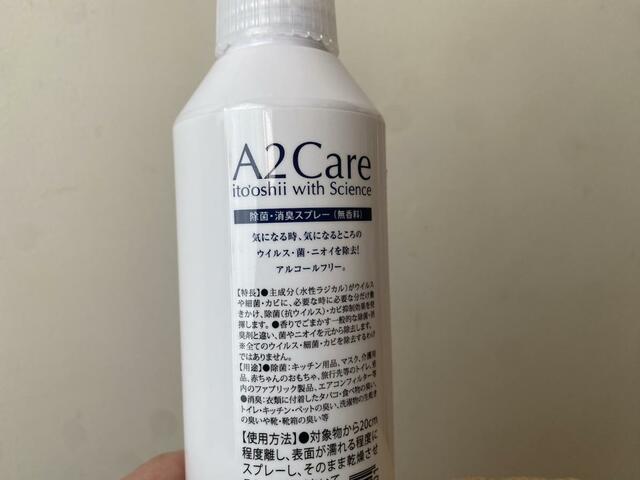 A2Care
ito'oshii with Science
除菌・消臭スプレー(無香料)
気になる時、気になるところの
ウイルス・菌・ニオイを除去!
アルコールフリー。
【特長】●主成分(水性ラジカル)がウイルス
や細菌・カビに、必要な時に必要な分だけ働
きかけ、除菌(抗ウイルス)・カビ抑制効果を発
揮します。●香りでごまかす一般的な除菌・消
臭剤と違い、菌やニオイを元から除去します。
※全てのウイルス・細菌・カビを除去するわけ
ではありません。
【用途】●除菌:キッチン用品、マスク、介護用
品、赤ちゃんのおもちゃ、旅行先等のトイレ、室
内のファブリック製品、エアコンフィルター等
●消臭:衣類に付着したタバコ・食べ物の臭い、
トイレ・キッチン・ペットの臭い、洗濯物の生乾き
の臭いや靴・靴箱の臭い等
【使用方法】●対象物から20cm
程度離し、表面が濡れる程度に
スプレーし、そのまま乾燥させ